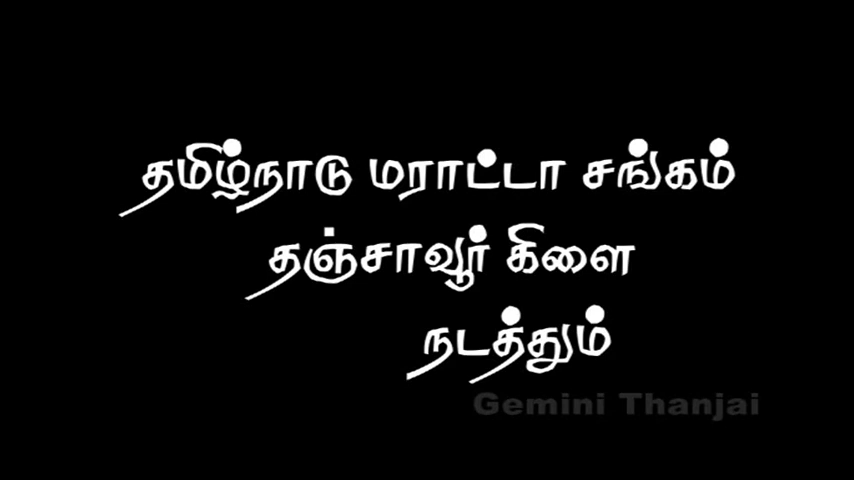 தமிழ்நாடு மராட்டா சங்கம்
தஞ்சாவூர் கிளை
நடத்தும்
Gemini Thanjai